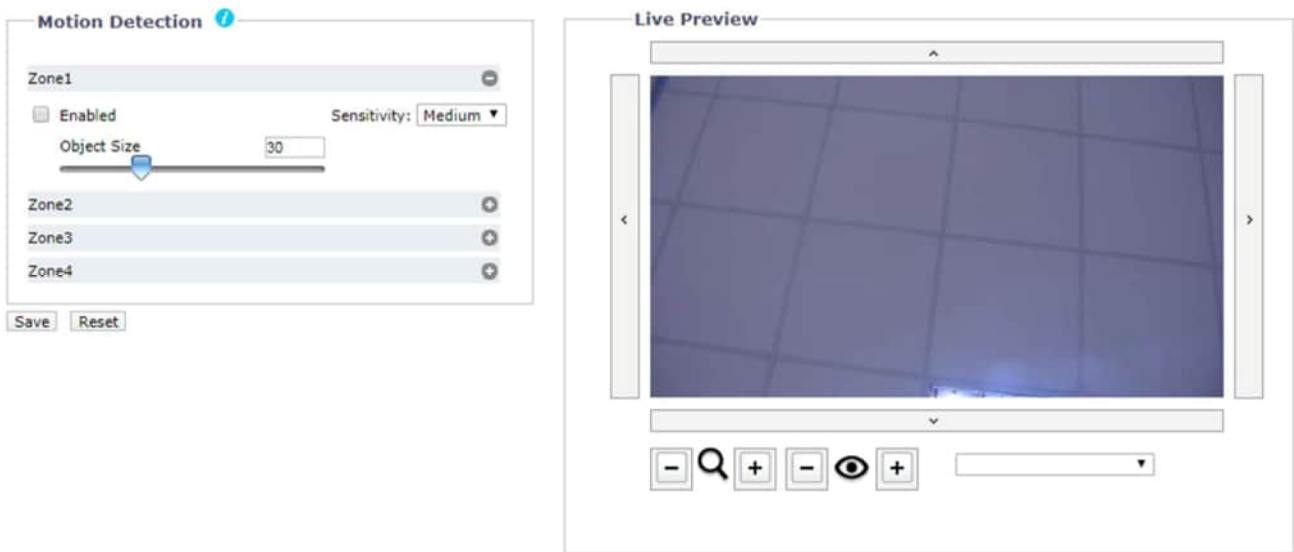 Motion Detection
Zone1
Enabled
Sensitivity: Medium
Object Size 30
Zone2
Zone3
Zone4
Save Reset
Live Preview